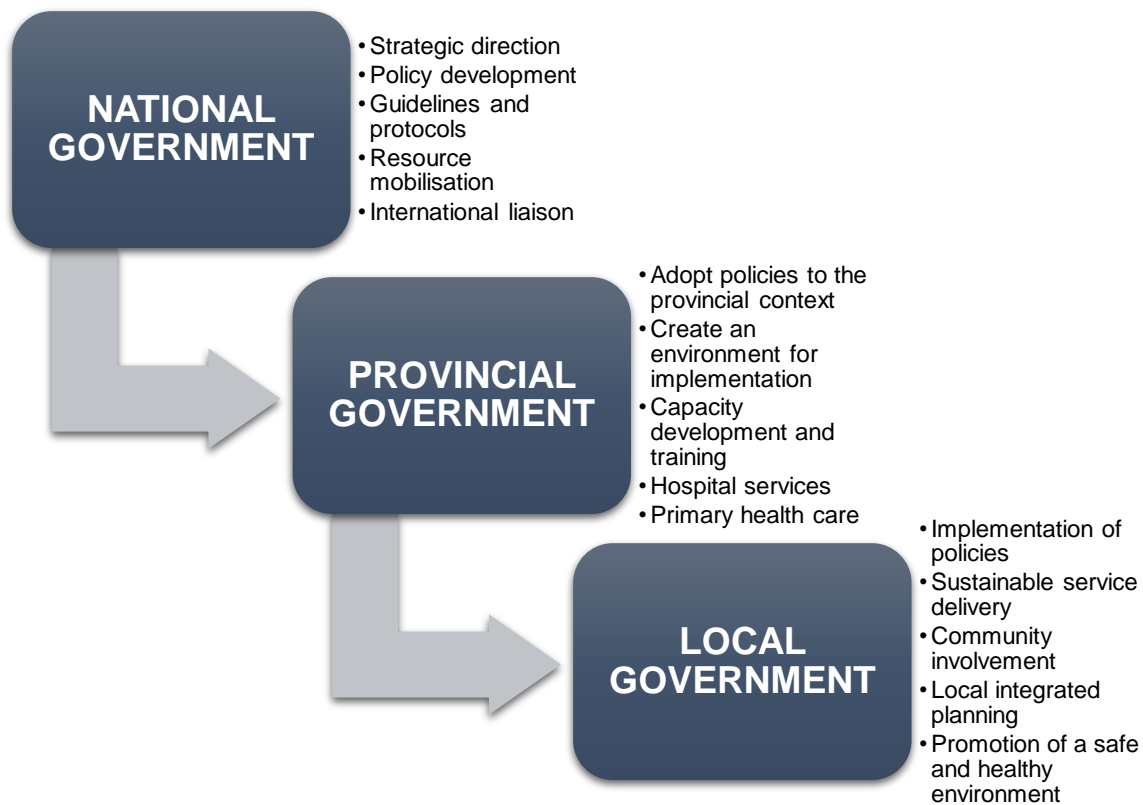 NATIONAL
GOVERNMENT
• Strategic direction
• Policy development
• Guidelines and
protocols
• Resource
mobilisation
• International liaison
PROVINCIAL
GOVERNMENT
• Adopt policies to the
provincial context
• Create an
environment for
implementation
• Capacity
development and
training
• Hospital services
• Primary health care
LOCAL
GOVERNMENT
• Implementation of
policies
• Sustainable service
delivery
• Community
involvement
• Local integrated
planning
• Promotion of a safe
and healthy
environment